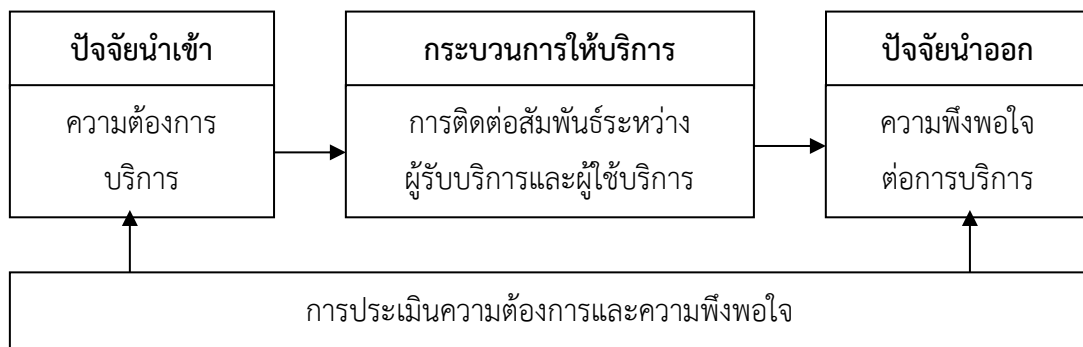 ปัจจัยนำเข้า
ความต้องการ
บริการ
กระบวนการให้บริการ
การติดต่อสัมพันธ์ระหว่าง
ผู้รับบริการและผู้ใช้บริการ
ปัจจัยนำออก
ความพึงพอใจ
ต่อการบริการ
การประเมินความต้องการและความพึงพอใจ